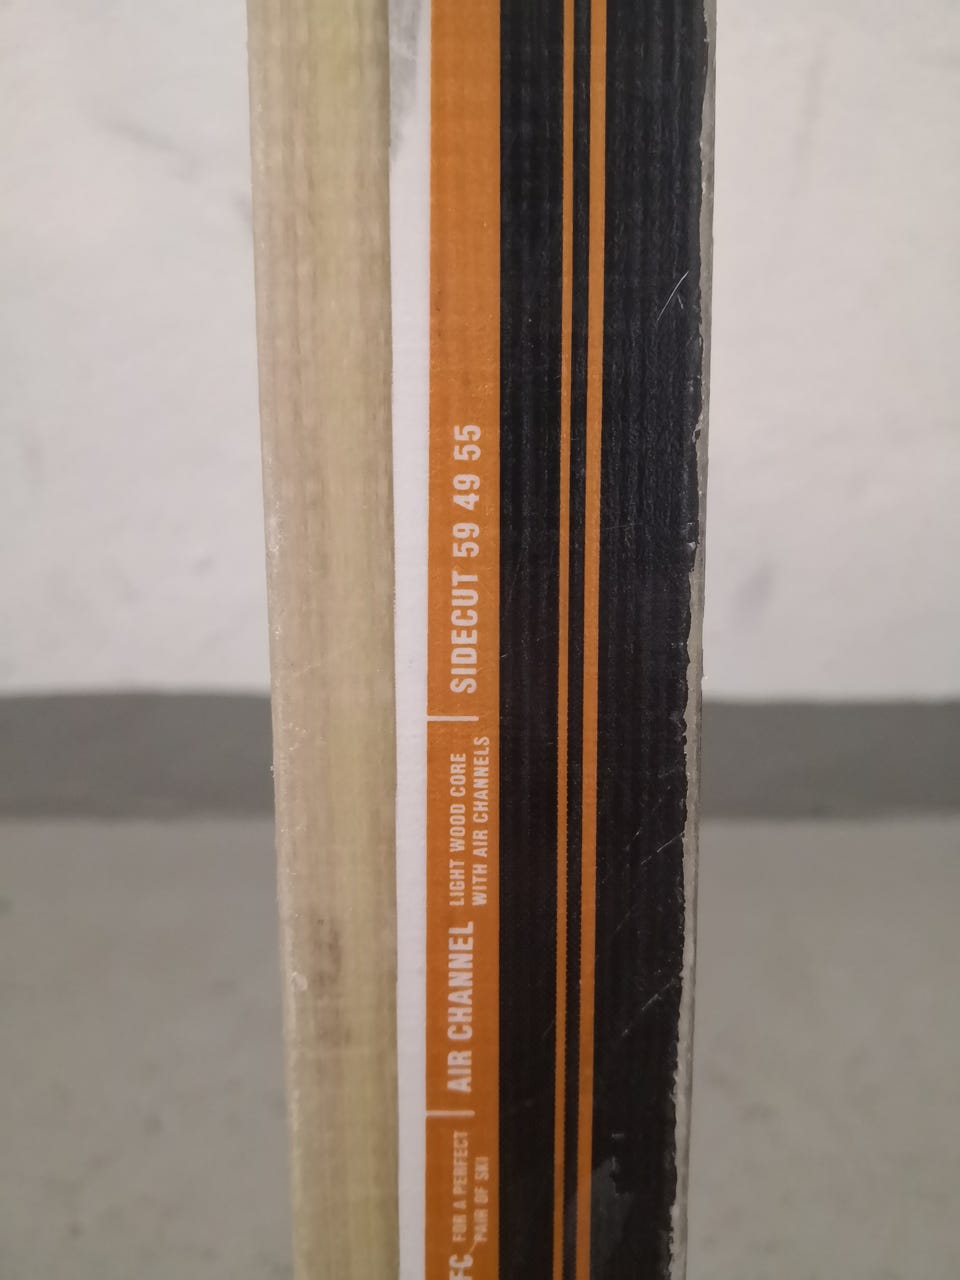 FC FOR A PERFECT
PAIR OF SKI
| AIR CHANNEL LIGHT WOOD CORE
WITH AIR CHANNELS
| SIDECUT 59 49 55